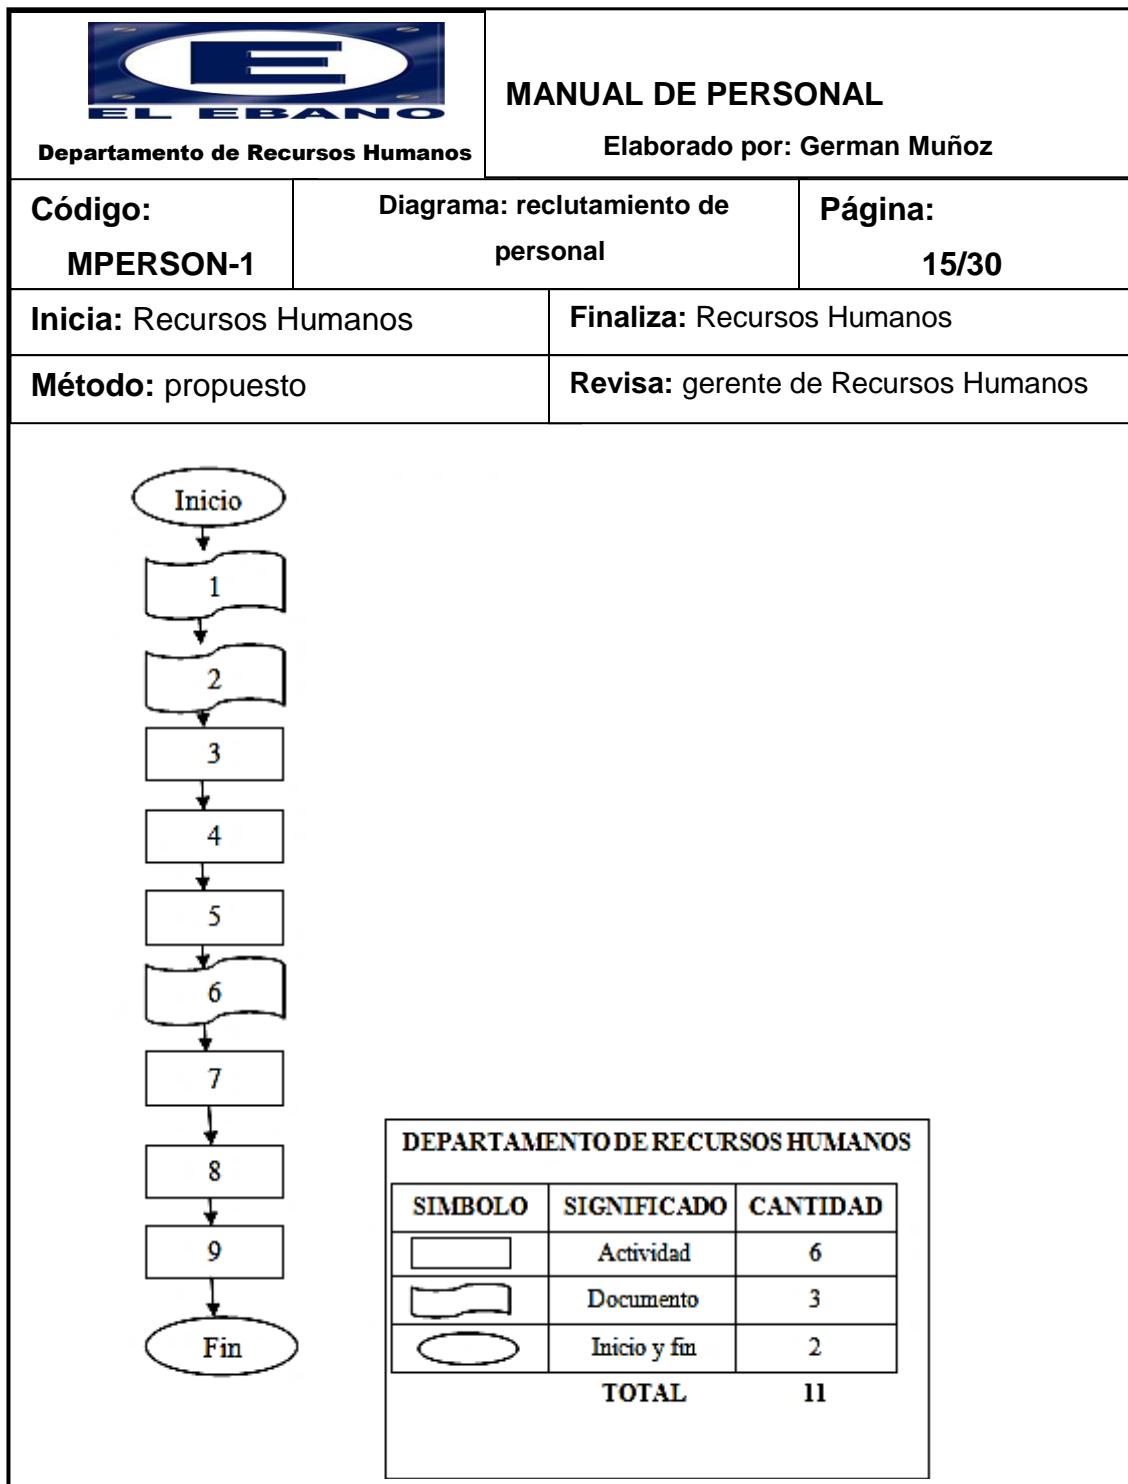 E
EL EBANO
Departamento de Recursos Humanos
MANUAL DE PERSONAL
Elaborado por: German Muñoz
Código:
MPERSON-1
Diagrama: reclutamiento de
personal
Página:
15/30
Inicia: Recursos Humanos
Finaliza: Recursos Humanos
Método: propuesto
Revisa: gerente de Recursos Humanos
Inicio
1
2
3
4
5
6
7
8
9
Fin
DEPARTAMENTO DE RECURSOS HUMANOS
SIMBOLO SIGNIFICADO CANTIDAD
Actividad 6
Documento 3
Inicio y fin 2
TOTAL 11